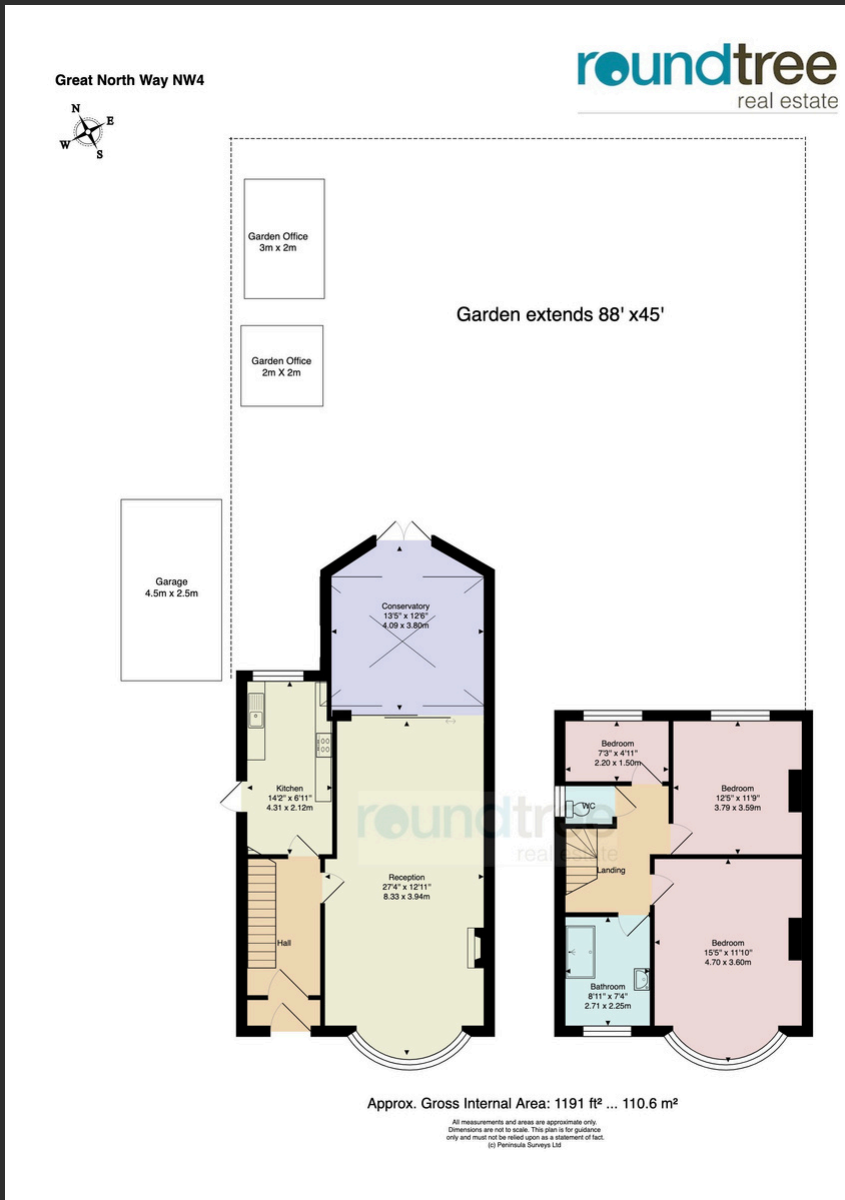 Great North Way NW4
roundtree
real estate
N
E
W
S
Garden Office
3m x 2m
Garden extends 88' x45'
Garden Office
2m X 2m
Garage
4.5m x 2.5m
Conservatory
13'5" x 12'6"
4.09 x 3.80m
Kitchen
14'2" x 6'11"
4.31 x 2.12m
Reception
27'4" x 12'11"
8.33 x 3.94m
Hall
Bedroom
7'3" x 4'11"
2.20 x 1.50m
Bedroom
12'5" x 11'9"
3.79 x 3.59m
WC
Landing
Bedroom
15'5" x 11'10"
4.70 x 3.60m
Bathroom
8'11" x 7'4"
2.71 x 2.25m
roundtree
real estate
Approx. Gross Internal Area: 1191 ft² ... 110.6 m²
All measurements and areas are approximate only.
Dimensions are not to scale. This plan is for guidance
only and must not be relied upon as a statement of fact.
(c) Peninsula Surveys Ltd